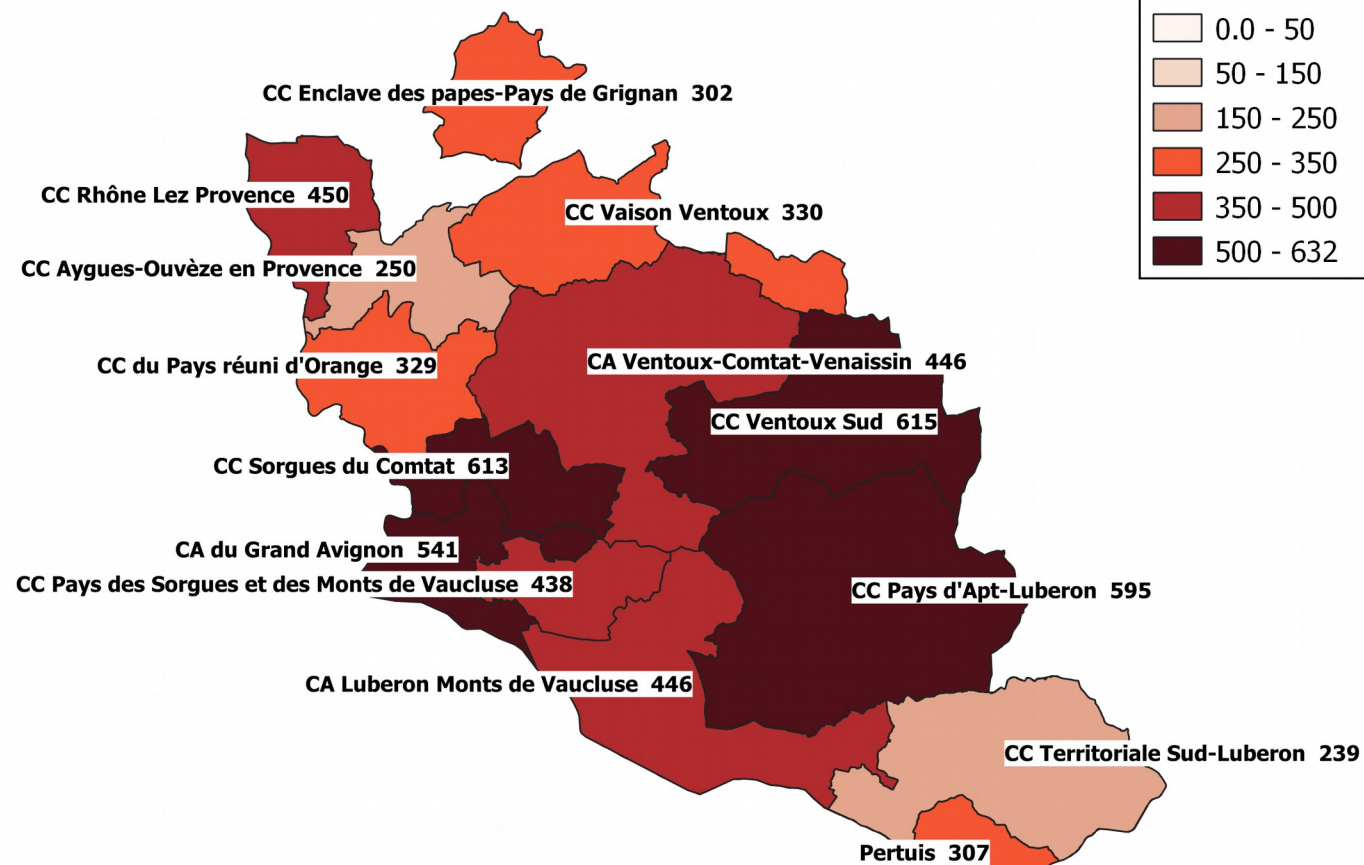 0.0 - 50
50 - 150
150 - 250
250 - 350
350 - 500
500 - 632
CC Enclave des papes-Pays de Grignan 302
CC Rhône Lez Provence 450
CC Vaison Ventoux 330
CC Aygues-Ouvèze en Provence 250
CC du Pays réuni d'Orange 329
CA Ventoux-Comtat-Venaissin 446
CC Ventoux Sud 615
CC Sorgues du Comtat 613
CA du Grand Avignon 541
CC Pays des Sorgues et des Monts de Vaucluse 438
CC Pays d'Apt-Luberon 595
CA Luberon Monts de Vaucluse 446
CC Territoriale Sud-Luberon 239
Pertuis 307